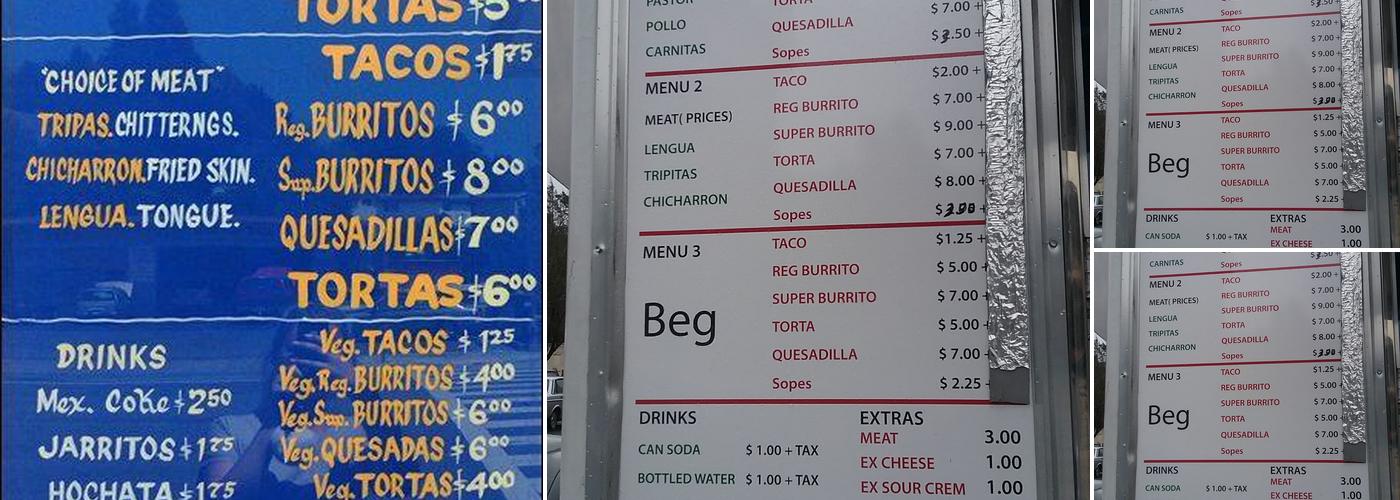 TORTAS $5
TACOS $1.75
"CHOICE OF MEAT"
TRIPAS. CHITTERNGS.
Reg. BURRITOS $6.00
CHICHARRON. FRIED SKIN.
Sup. BURRITOS $8.00
LENGUA. TONGUE.
QUESADILLAS $7.00
TORTAS $6.00
DRINKS
Veg. TACOS $1.25
Mex. Coke $2.50
Veg. Reg. BURRITOS $4.00
Veg. Sup. BURRITOS $6.00
JARRITOS $1.75
Veg. QUESADAS $6.00
HOCHATA $1.75
Veg. TORTAS $4.00
PASTOR TORTA $ 7.00 +
POLLO QUESADILLA
CARNITAS Sopes
MENU 2 TACO $2.00 +
MEAT( PRICES) REG BURRITO $ 7.00 +
SUPER BURRITO $ 9.00 +
LENGUA TORTA $ 7.00 +
TRIPITAS QUESADILLA $ 8.00 +
CHICHARRON Sopes
MENU 3 TACO $1.25 +
REG BURRITO $ 5.00 +
Beg SUPER BURRITO $ 7.00 +
TORTA $ 5.00 +
QUESADILLA $ 7.00 +
Sopes $ 2.25 -
DRINKS EXTRAS
CAN SODA $ 1.00 + TAX MEAT 3.00
BOTTLED WATER $ 1.00 + TAX EX CHEESE 1.00
EX SOUR CREM 1.00
CARNITAS Sopes
MENU 2 TACO $2.00 +
MEAT( PRICES) REG BURRITO $ 7.00 +
SUPER BURRITO $ 9.00 +
LENGUA TORTA $ 7.00 +
TRIPITAS QUESADILLA $ 8.00 +
CHICHARRON Sopes
MENU 3 TACO $1.25 +
REG BURRITO $ 5.00 +
Beg SUPER BURRITO $ 7.00 +
TORTA $ 5.00 +
QUESADILLA $ 7.00 +
Sopes $ 2.25 -
DRINKS EXTRAS
CAN SODA $ 1.00 + TAX MEAT 3.00
EX CHEESE 1.00
CARNITAS Sopes
MENU 2 TACO $2.00 +
MEAT( PRICES) REG BURRITO $ 7.00 +
SUPER BURRITO $ 9.00 +
LENGUA TORTA $ 7.00 +
TRIPITAS QUESADILLA $ 8.00 +
CHICHARRON Sopes
MENU 3 TACO $1.25 +
REG BURRITO $ 5.00 +
Beg SUPER BURRITO $ 7.00 +
TORTA $ 5.00 +
QUESADILLA $ 7.00 +
Sopes $ 2.25 -
DRINKS EXTRAS
CAN SODA $ 1.00 + TAX MEAT 3.00
EX CHEESE 1.00